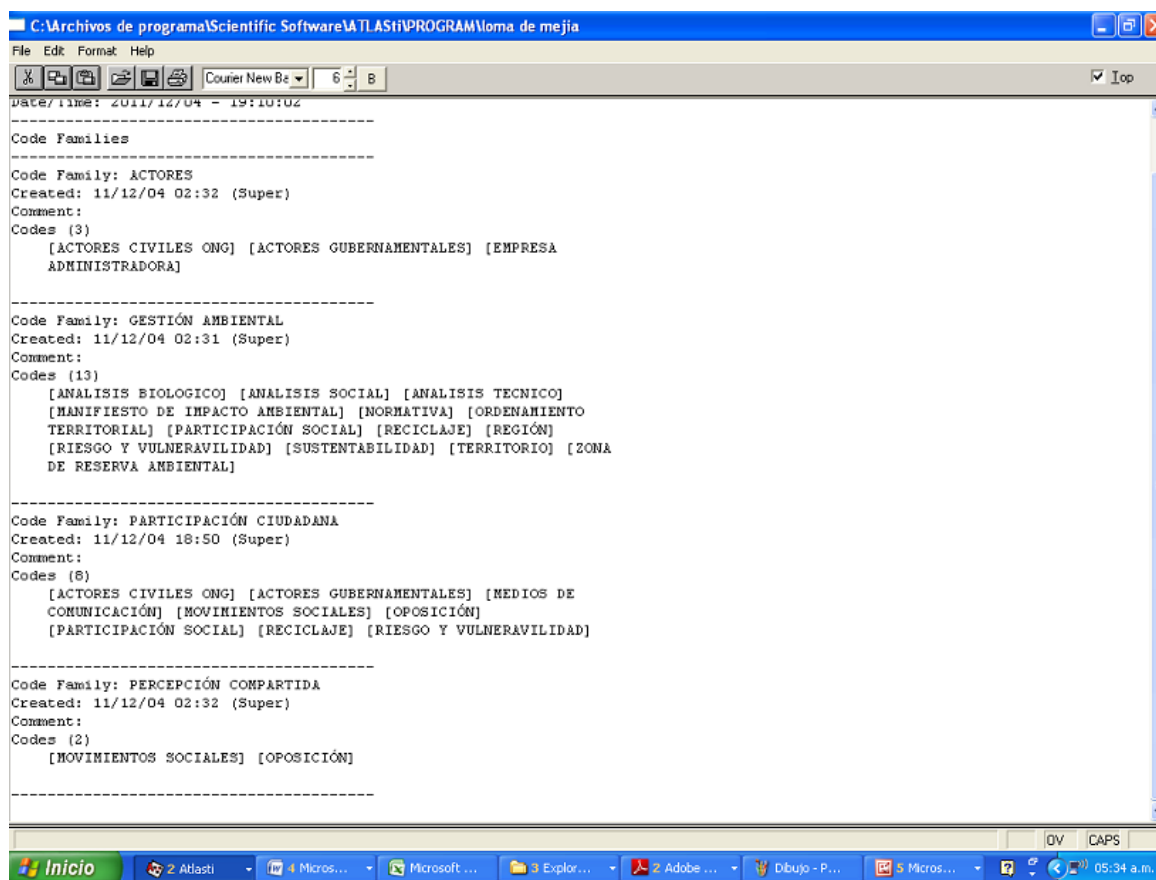 C:\Archivos de programa\Scientific Software\ATLASti\PROGRAM\loma de mejia
File Edit Format Help
Courier New Ba 6 B Top
Date/Time: 2011/12/04 - 19:10:02
----------------------------------------
Code Families
----------------------------------------
Code Family: ACTORES
Created: 11/12/04 02:32 (Super)
Comment:
Codes (3)
[ACTORES CIVILES ONG] [ACTORES GUBERNAMENTALES] [EMPRESA
ADMINISTRADORA]
----------------------------------------
Code Family: GESTIÓN AMBIENTAL
Created: 11/12/04 02:31 (Super)
Comment:
Codes (13)
[ANALISIS BIOLOGICO] [ANALISIS SOCIAL] [ANALISIS TECNICO]
[MANIFIESTO DE IMPACTO AMBIENTAL] [NORMATIVA] [ORDENAMIENTO
TERRITORIAL] [PARTICIPACIÓN SOCIAL] [RECICLAJE] [REGIÓN]
[RIESGO Y VULNERAVILIDAD] [SUSTENTABILIDAD] [TERRITORIO] [ZONA
DE RESERVA AMBIENTAL]
----------------------------------------
Code Family: PARTICIPACIÓN CIUDADANA
Created: 11/12/04 18:50 (Super)
Comment:
Codes (8)
[ACTORES CIVILES ONG] [ACTORES GUBERNAMENTALES] [MEDIOS DE
COMUNICACIÓN] [MOVIMIENTOS SOCIALES] [OPOSICIÓN]
[PARTICIPACIÓN SOCIAL] [RECICLAJE] [RIESGO Y VULNERAVILIDAD]
----------------------------------------
Code Family: PERCEPCIÓN COMPARTIDA
Created: 11/12/04 02:32 (Super)
Comment:
Codes (2)
[MOVIMIENTOS SOCIALES] [OPOSICIÓN]
----------------------------------------
OV CAPS
Inicio 2 Atlasti 4 Micros... Microsoft ... 3 Explor... 2 Adobe ... Dibujo - P... 5 Micros... 05:34 a.m.